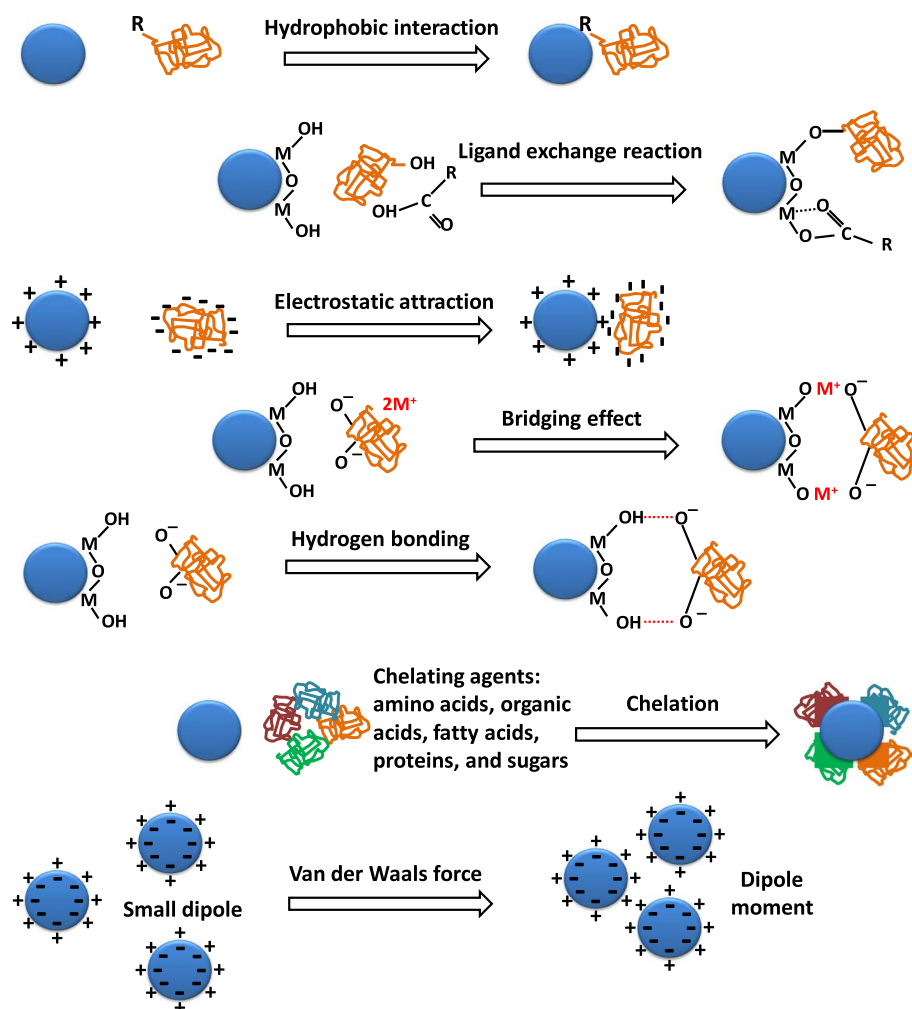 R
Hydrophobic interaction
R
OH
M
O
M
OH
OH
R
C
OH
O
Ligand exchange reaction
O
M
O
M
O
O
C
R
+ + + + + + + +
- - - - - - - - -
Electrostatic attraction
+ + + + + + + +
- - - - - - - - -
OH
M
O
M
OH
O−
O−
2M+
Bridging effect
O M+ O−
M
O
M
O M+ O−
OH
M
O
M
OH
O−
O−
Hydrogen bonding
OH O−
M
O
M
OH O−
Chelating agents:
amino acids, organic
acids, fatty acids,
proteins, and sugars
Chelation
Small dipole
Van der Waals force
Dipole
moment